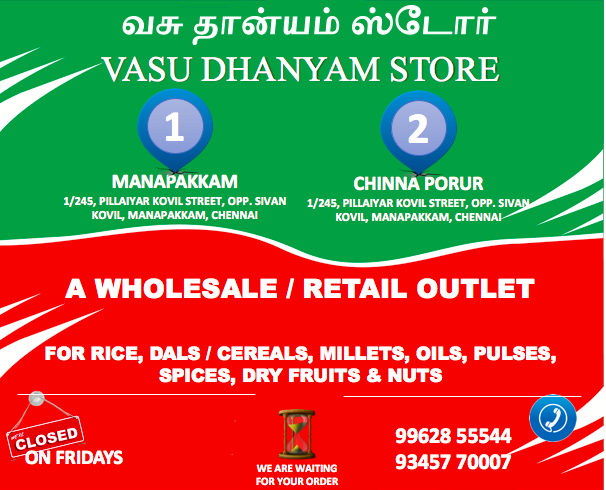 வசு தான்யம் ஸ்டோர்
VASU DHANYAM STORE
1
MANAPAKKAM
1/245, PILLAIYAR KOVIL STREET, OPP. SIVAN
KOVIL, MANAPAKKAM, CHENNAI
2
CHINNA PORUR
1/245, PILLAIYAR KOVIL STREET, OPP. SIVAN
KOVIL, MANAPAKKAM, CHENNAI
A WHOLESALE / RETAIL OUTLET
FOR RICE, DALS / CEREALS, MILLETS, OILS, PULSES,
SPICES, DRY FRUITS & NUTS
WE'RE
CLOSED
ON FRIDAYS
WE ARE WAITING
FOR YOUR ORDER
99628 55544
93457 70007